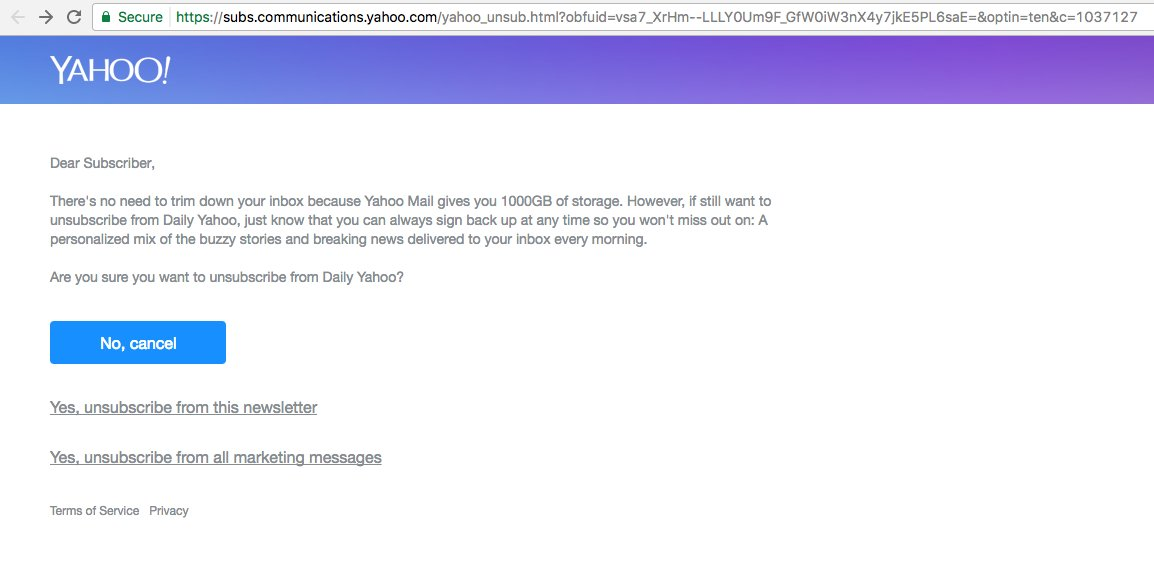 Secure https://subs.communications.yahoo.com/yahoo_unsub.html?obfuid=vsa7_XrHm--LLLY0Um9F_GfW0iW3nX4y7jkE5PL6saE=&optin=ten&c=1037127
YAHOO!
Dear Subscriber,
There's no need to trim down your inbox because Yahoo Mail gives you 1000GB of storage. However, if still want to
unsubscribe from Daily Yahoo, just know that you can always sign back up at any time so you won't miss out on: A
personalized mix of the buzzy stories and breaking news delivered to your inbox every morning.
Are you sure you want to unsubscribe from Daily Yahoo?
No, cancel
Yes, unsubscribe from this newsletter
Yes, unsubscribe from all marketing messages
Terms of Service Privacy